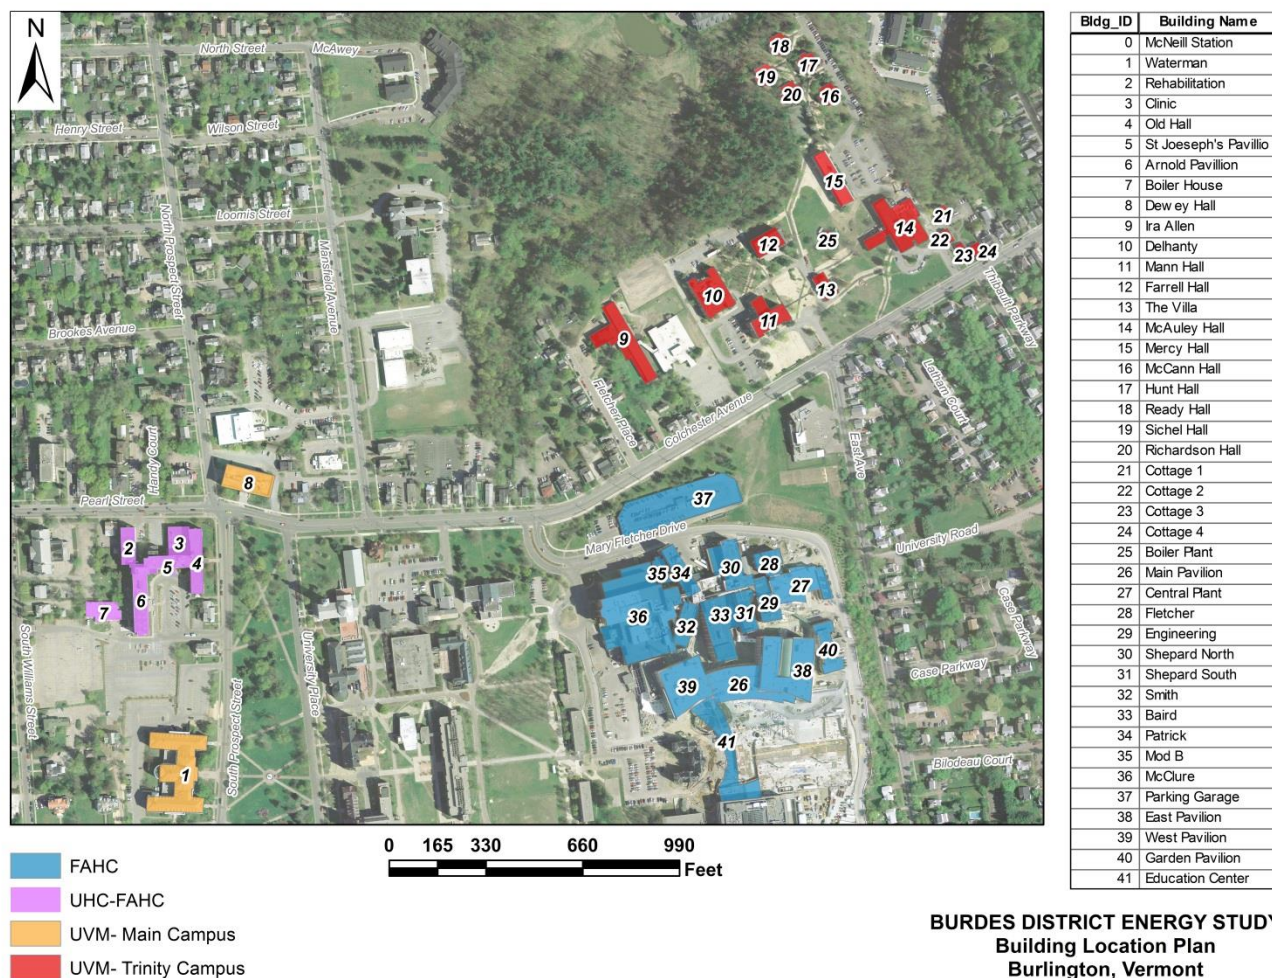 N
North Street
McAwey
Henry Street
Wilson Street
Loomis Street
North Prospect Street
Mansfield Avenue
Brookes Avenue
Handy Court
Pearl Street
Fletcher Place
Colchester Avenue
Mary Fletcher Drive
East Ave
Latham Court
Thibault Parkway
University Road
Case Parkway
Case Parkway
Bilodeau Court
South Williams Street
South Prospect Street
University Place
18
17
19
20
16
15
14
21
22
23
24
25
12
13
10
11
9
8
37
2
3
5
4
6
7
1
35
34
30
28
27
29
36
32
33
31
40
38
39
26
41
Bldg_ID Building Name
0 McNeill Station
1 Waterman
2 Rehabilitation
3 Clinic
4 Old Hall
5 St Joeseph's Pavillio
6 Arnold Pavillion
7 Boiler House
8 Dewey Hall
9 Ira Allen
10 Delhanty
11 Mann Hall
12 Farrell Hall
13 The Villa
14 McAuley Hall
15 Mercy Hall
16 McCann Hall
17 Hunt Hall
18 Ready Hall
19 Sichel Hall
20 Richardson Hall
21 Cottage 1
22 Cottage 2
23 Cottage 3
24 Cottage 4
25 Boiler Plant
26 Main Pavilion
27 Central Plant
28 Fletcher
29 Engineering
30 Shepard North
31 Shepard South
32 Smith
33 Baird
34 Patrick
35 Mod B
36 McClure
37 Parking Garage
38 East Pavilion
39 West Pavilion
40 Garden Pavilion
41 Education Center
FAHC
UHC-FAHC
UVM- Main Campus
UVM- Trinity Campus
0 165 330 660 990
Feet
BURDES DISTRICT ENERGY STUDY
Building Location Plan
Burlington, Vermont